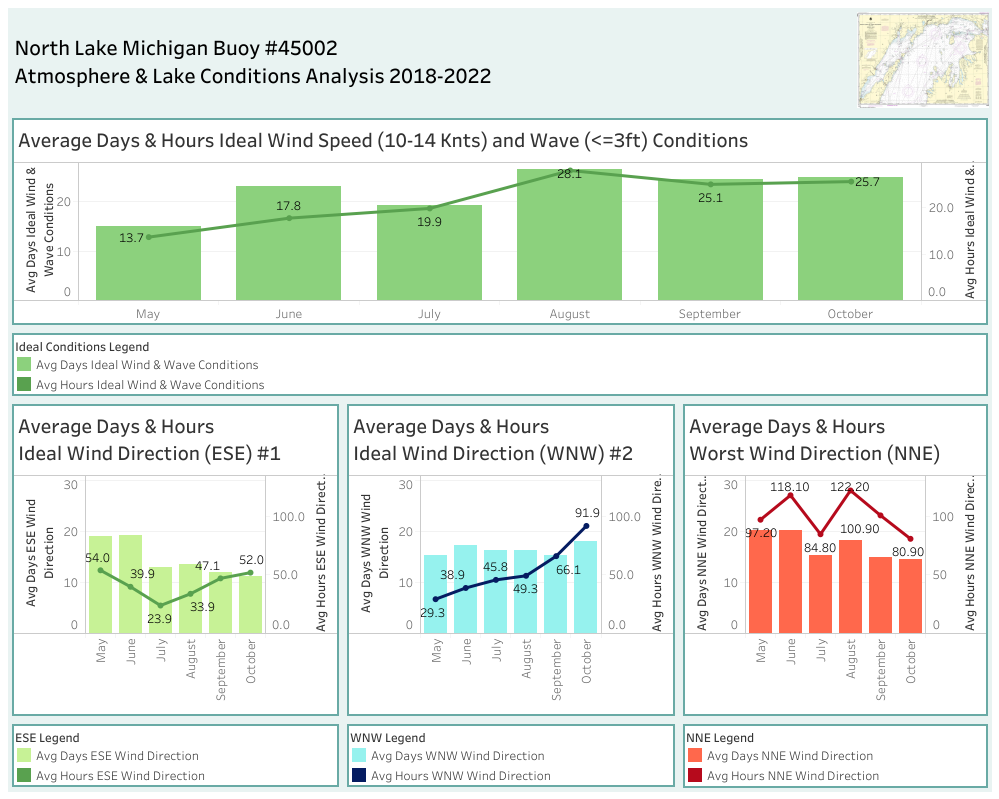 North Lake Michigan Buoy #45002
Atmosphere & Lake Conditions Analysis 2018-2022
Average Days & Hours Ideal Wind Speed (10-14 Knts) and Wave (<=3ft) Conditions
Avg Days Ideal Wind &
Wave Conditions
20
10
0
13.7
17.8
19.9
28.1
25.1
25.7
20.0
10.0
0.0
Avg Hours Ideal Wind &..
May
June
July
August
September
October
Ideal Conditions Legend
Avg Days Ideal Wind & Wave Conditions
Avg Hours Ideal Wind & Wave Conditions
Average Days & Hours
Ideal Wind Direction (ESE) #1
Avg Days ESE Wind
Direction
30
20
10
0
54.0
39.9
23.9
33.9
47.1
52.0
100.0
50.0
0.0
Avg Hours ESE Wind Direct..
May
June
July
August
September
October
Average Days & Hours
Ideal Wind Direction (WNW) #2
Avg Days WNW Wind
Direction
30
20
10
0
29.3
38.9
45.8
49.3
66.1
91.9
100.0
50.0
0.0
Avg Hours WNW Wind Dire..
May
June
July
August
September
October
Average Days & Hours
Worst Wind Direction (NNE)
Avg Days NNE Wind Direct..
30
20
10
0
97.20
118.10
84.80
122.20
100.90
80.90
100
50
0
Avg Hours NNE Wind Direc..
May
June
July
August
September
October
ESE Legend
Avg Days ESE Wind Direction
Avg Hours ESE Wind Direction
WNW Legend
Avg Days WNW Wind Direction
Avg Hours WNW Wind Direction
NNE Legend
Avg Days NNE Wind Direction
Avg Hours NNE Wind Direction